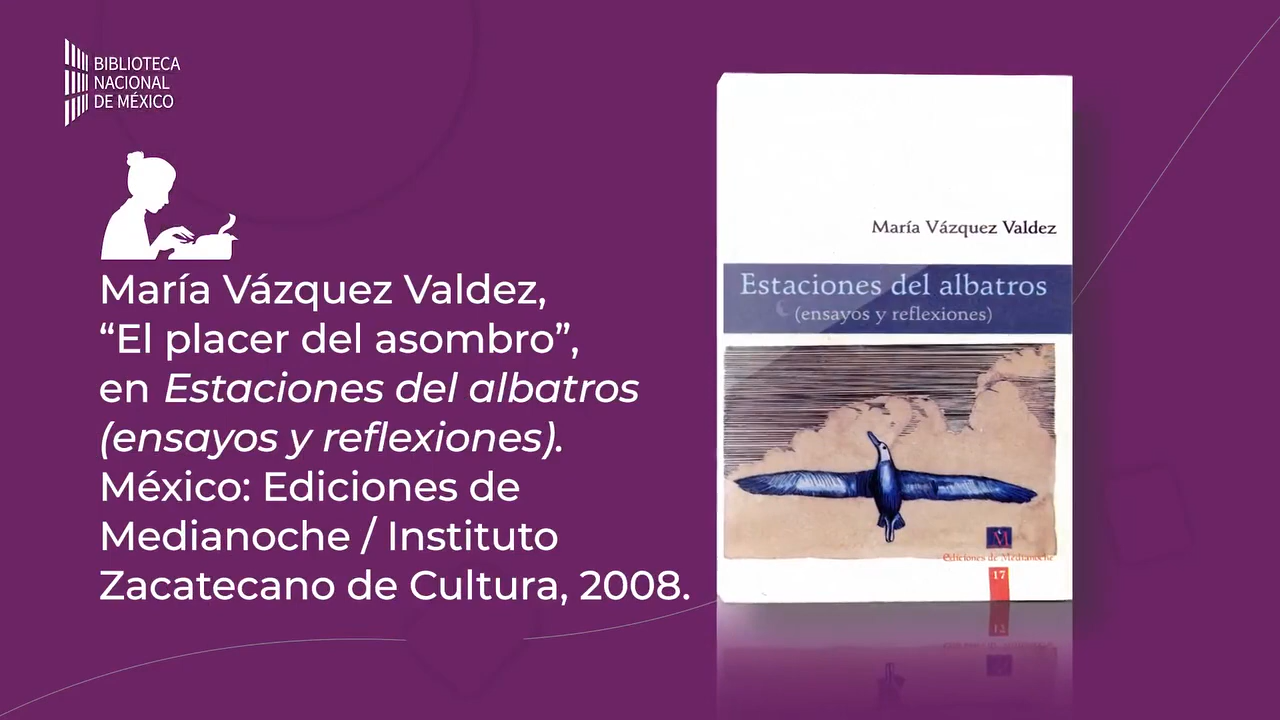 BIBLIOTECA
NACIONAL
DE MÉXICO
María Vázquez Valdez,
“El placer del asombro”,
en Estaciones del albatros
(ensayos y reflexiones).
México: Ediciones de
Medianoche / Instituto
Zacatecano de Cultura, 2008.
María Vázquez Valdez
Estaciones del albatros
(ensayos y reflexiones)
M
Ediciones de Medianoche
17